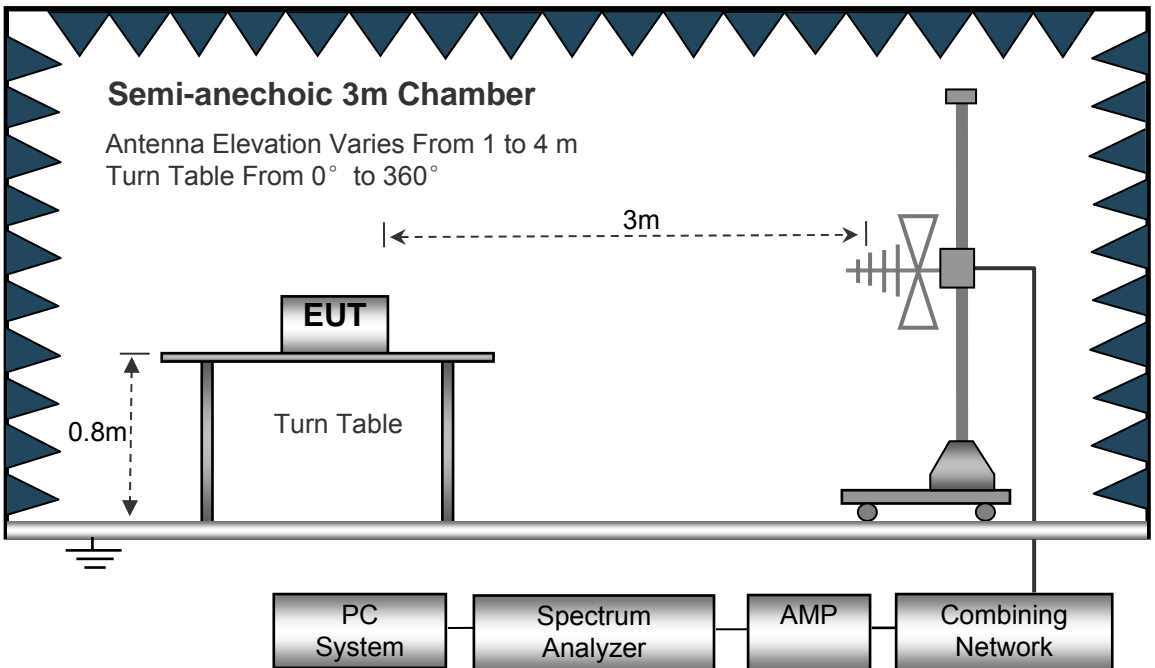 Semi-anechoic 3m Chamber
Antenna Elevation Varies From 1 to 4 m
Turn Table From 0° to 360°
3m
EUT
0.8m
Turn Table
PC
System
Spectrum
Analyzer
AMP
Combining
Network